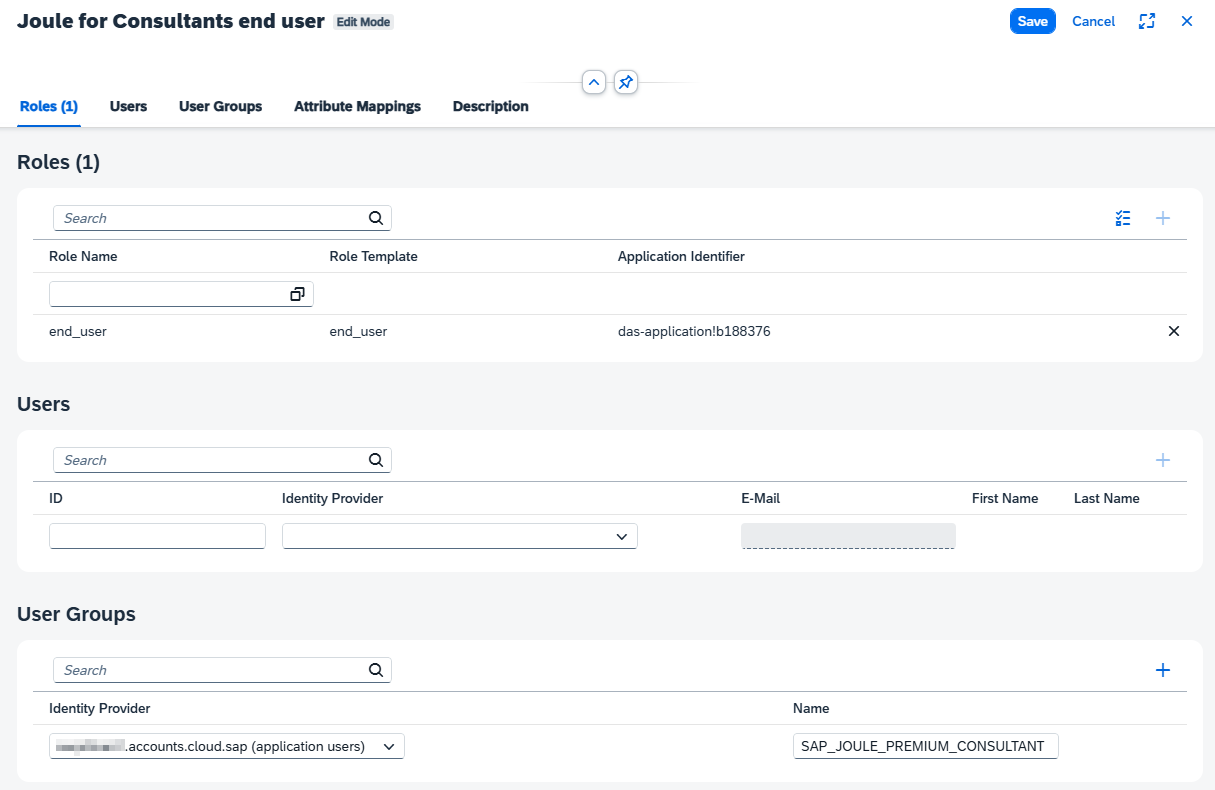 Joule for Consultants end user Edit Mode Save Cancel
Roles (1) Users User Groups Attribute Mappings Description
Roles (1)
Search
Role Name Role Template Application Identifier
end_user end_user das-application!b188376
Users
Search
ID Identity Provider E-Mail First Name Last Name
User Groups
Search
Identity Provider Name
.accounts.cloud.sap (application users) SAP_JOULE_PREMIUM_CONSULTANT